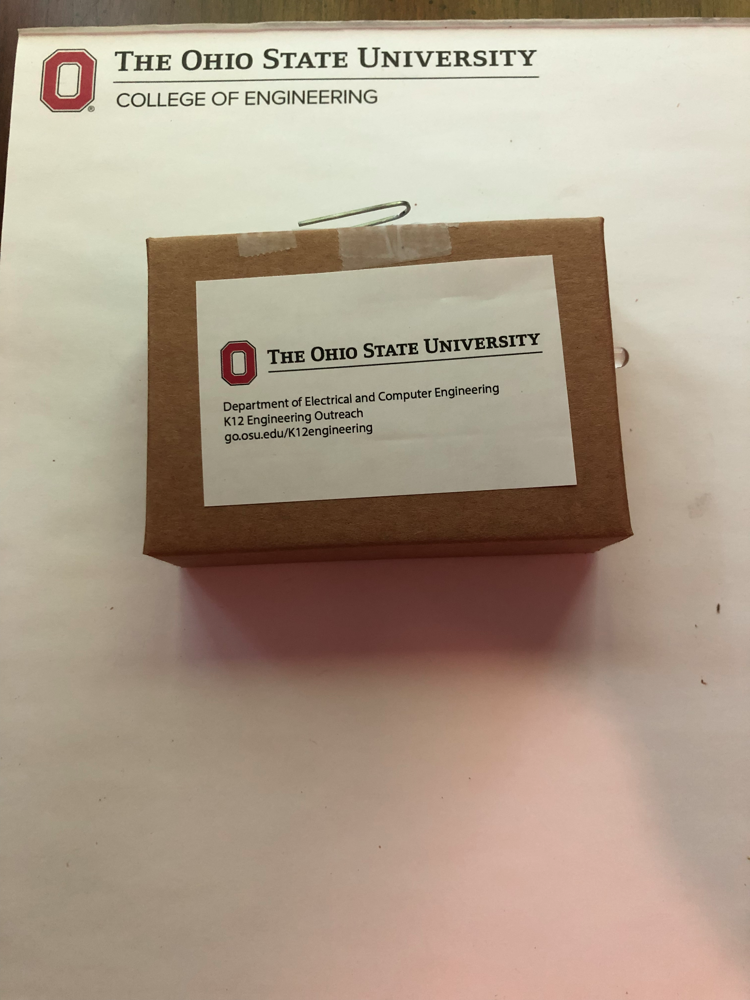 THE OHIO STATE UNIVERSITY
COLLEGE OF ENGINEERING
®
THE OHIO STATE UNIVERSITY
Department of Electrical and Computer Engineering
K12 Engineering Outreach
go.osu.edu/K12engineering